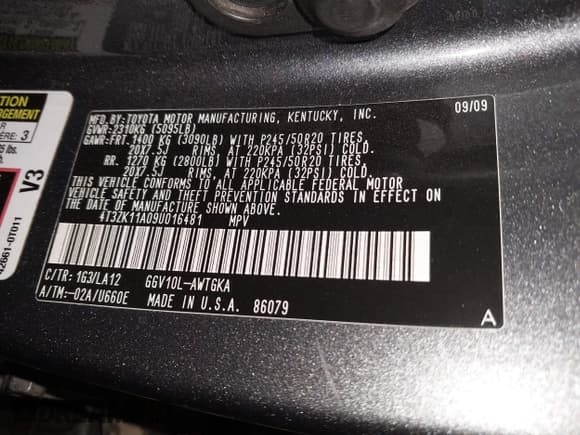 MFD.BY:TOYOTA MOTOR MANUFACTURING, KENTUCKY, INC. 09/09
GVWR:2310KG (5095LB)
GAWR:FRT.1400 KG (3090LB) WITH P245/50R20 TIRES,
20X7.5J RIMS, AT 220KPA (32PSI) COLD.
RR. 1270 KG (2800LB) WITH P245/50R20 TIRES,
20X7.5J RIMS, AT 220KPA (32PSI) COLD.
THIS VEHICLE CONFORMS TO ALL APPLICABLE FEDERAL MOTOR
VEHICLE SAFETY AND THEFT PREVENTION STANDARDS IN EFFECT ON
THE DATE OF MANUFACTURE SHOWN ABOVE.
4T3ZK11A09U016481 MPV
C/TR: 1G3/LA12 GGV10L-AWTGKA
A/TM:-02A/U660E MADE IN U.S.A. 86079
A
3
lbs.
V3
42661-0T011